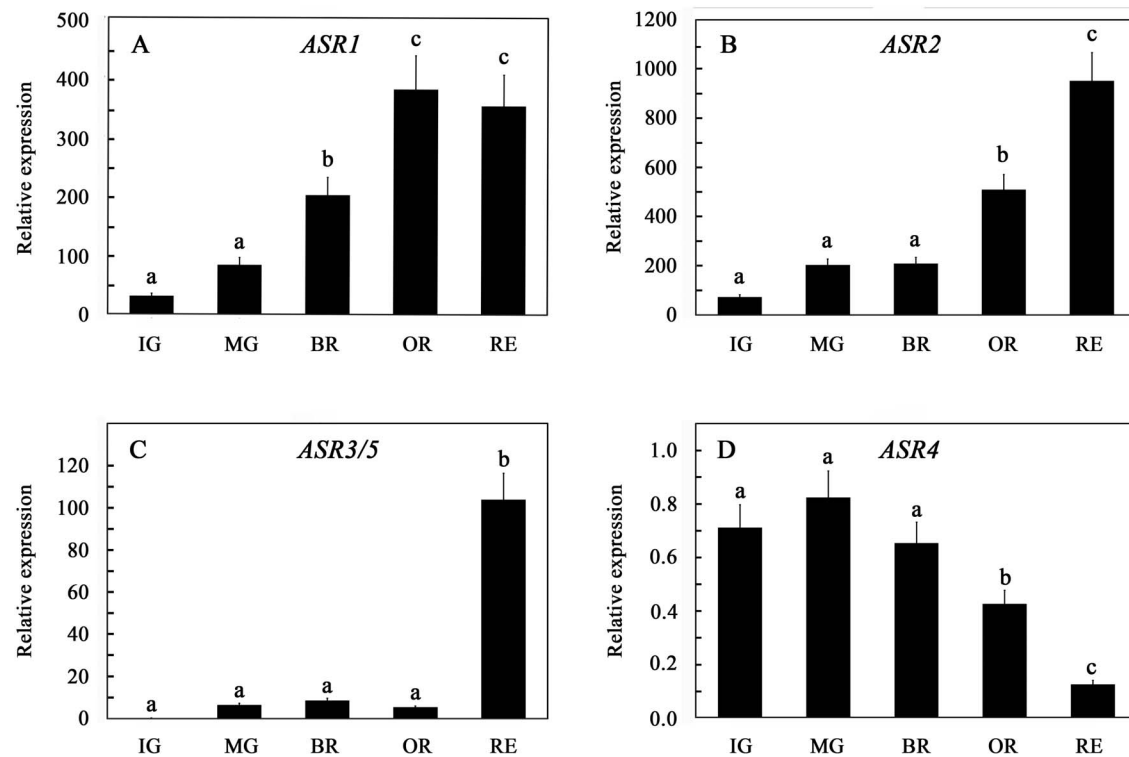 A ASR1
Relative expression
500
400
300
200
100
0
a a b c c
IG MG BR OR RE
B ASR2
Relative expression
1200
1000
800
600
400
200
0
a a a b c
IG MG BR OR RE
C ASR3/5
Relative expression
120
100
80
60
40
20
0
a a a a b
IG MG BR OR RE
D ASR4
Relative expression
1.0
0.8
0.6
0.4
0.2
0.0
a a a b c
IG MG BR OR RE